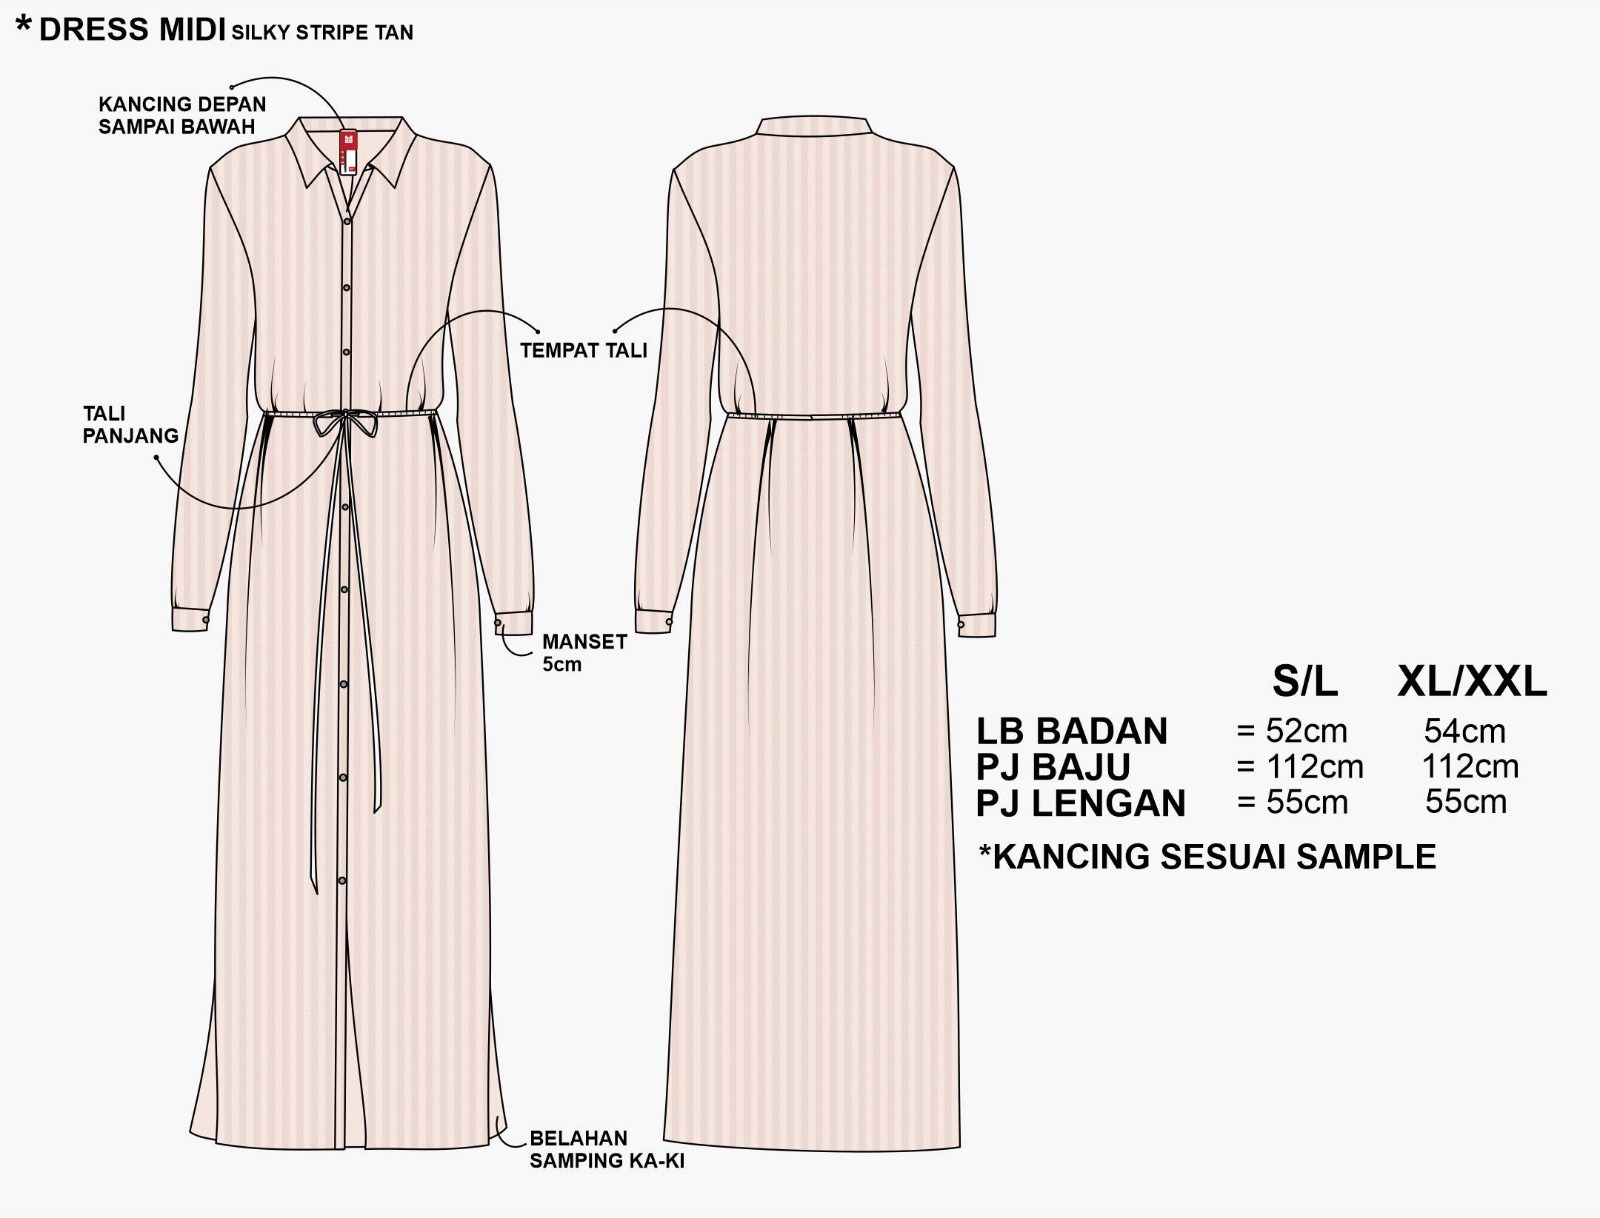 * DRESS MIDI SILKY STRIPE TAN
KANCING DEPAN
SAMPAI BAWAH
TEMPAT TALI
TALI
PANJANG
MANSET
5cm
S/L XL/XXL
LB BADAN = 52cm 54cm
PJ BAJU = 112cm 112cm
PJ LENGAN = 55cm 55cm
*KANCING SESUAI SAMPLE
BELAHAN
SAMPING KA-KI